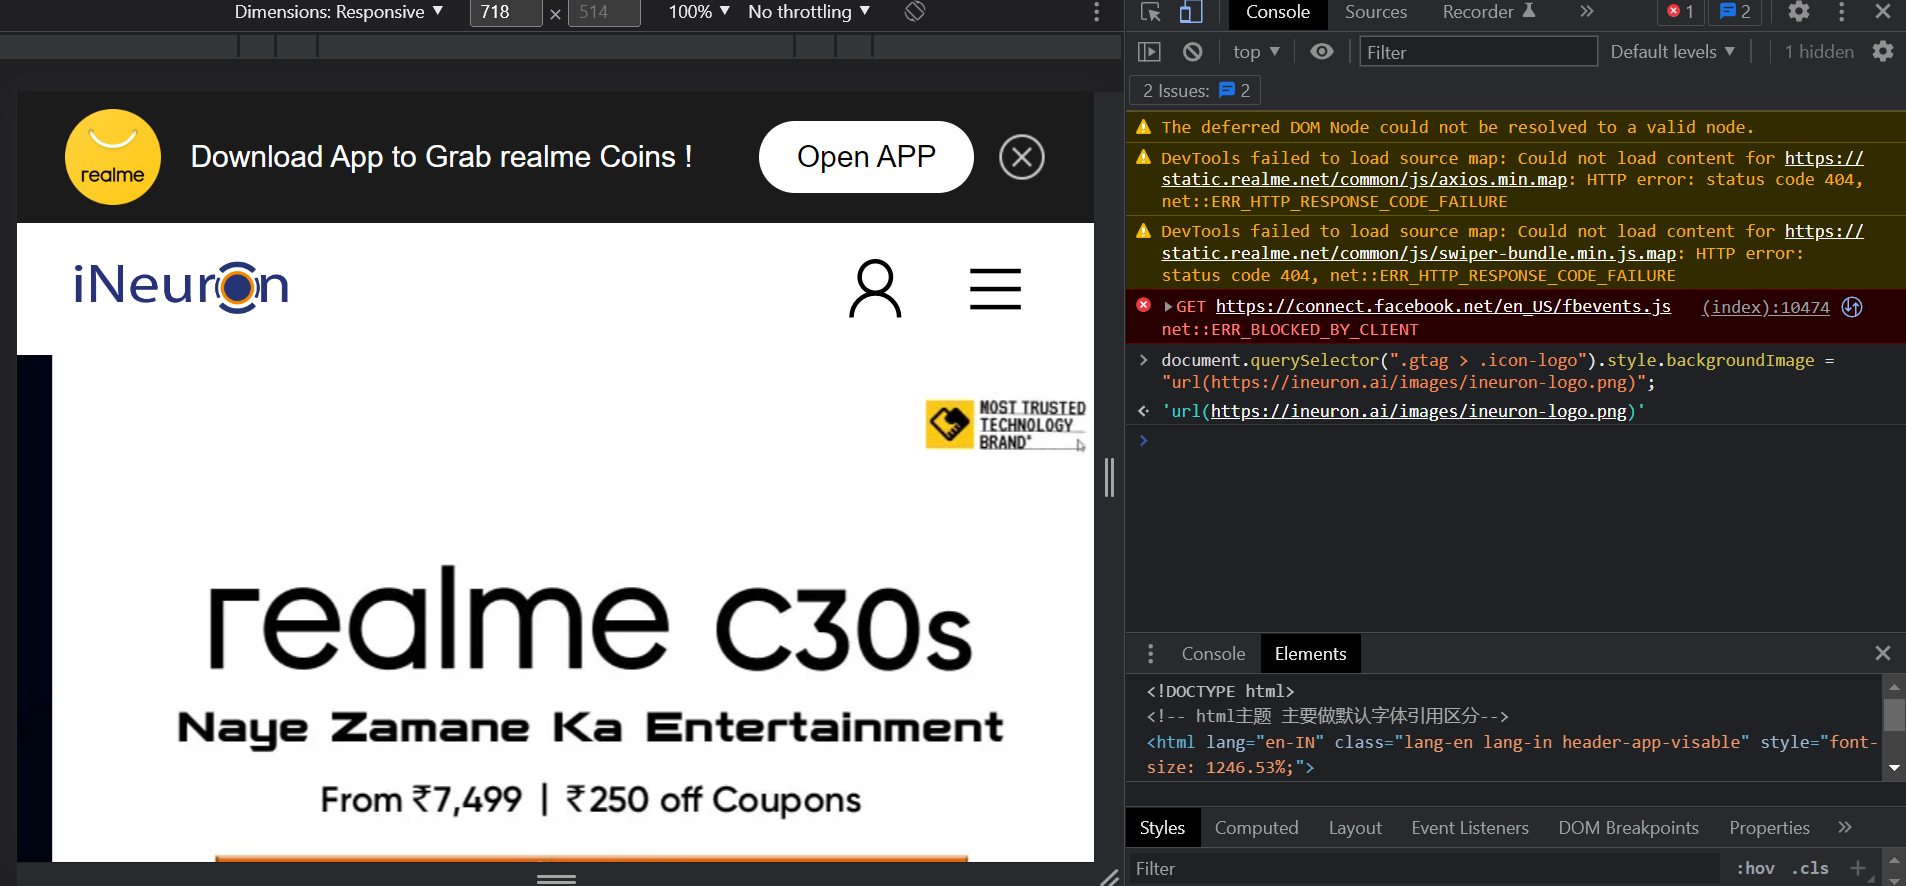 Dimensions: Responsive ▼ 718 × 514 100% ▼ No throttling ▼
realme
Download App to Grab realme Coins !
Open APP
iNeuron
MOST TRUSTED
TECHNOLOGY
BRAND*
realme C30s
Naye Zamane Ka Entertainment
From ₹7,499 | ₹250 off Coupons
Console Sources Recorder » 1 2
top ▼ Filter Default levels ▼ 1 hidden
2 Issues: 2
The deferred DOM Node could not be resolved to a valid node.
DevTools failed to load source map: Could not load content for https://
static.realme.net/common/js/axios.min.map: HTTP error: status code 404,
net::ERR_HTTP_RESPONSE_CODE_FAILURE
DevTools failed to load source map: Could not load content for https://
static.realme.net/common/js/swiper-bundle.min.js.map: HTTP error:
status code 404, net::ERR_HTTP_RESPONSE_CODE_FAILURE
GET https://connect.facebook.net/en_US/fbevents.js (index):10474
net::ERR_BLOCKED_BY_CLIENT
document.querySelector(".gtag > .icon-logo").style.backgroundImage =
"url(https://ineuron.ai/images/ineuron-logo.png)";
'url(https://ineuron.ai/images/ineuron-logo.png)'
Console Elements
<!DOCTYPE html>
<!-- html主题 主要做默认字体引用区分-->
<html lang="en-IN" class="lang-en lang-in header-app-visable" style="font-
size: 1246.53%;">
Styles Computed Layout Event Listeners DOM Breakpoints Properties »
Filter :hov .cls +